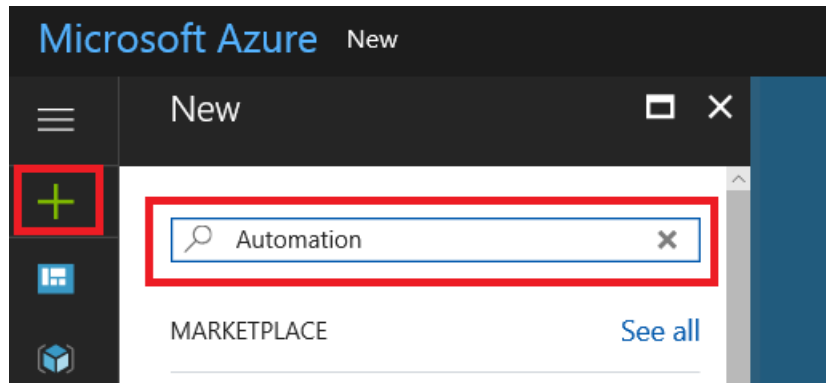 Microsoft Azure New
New
Automation
MARKETPLACE See all